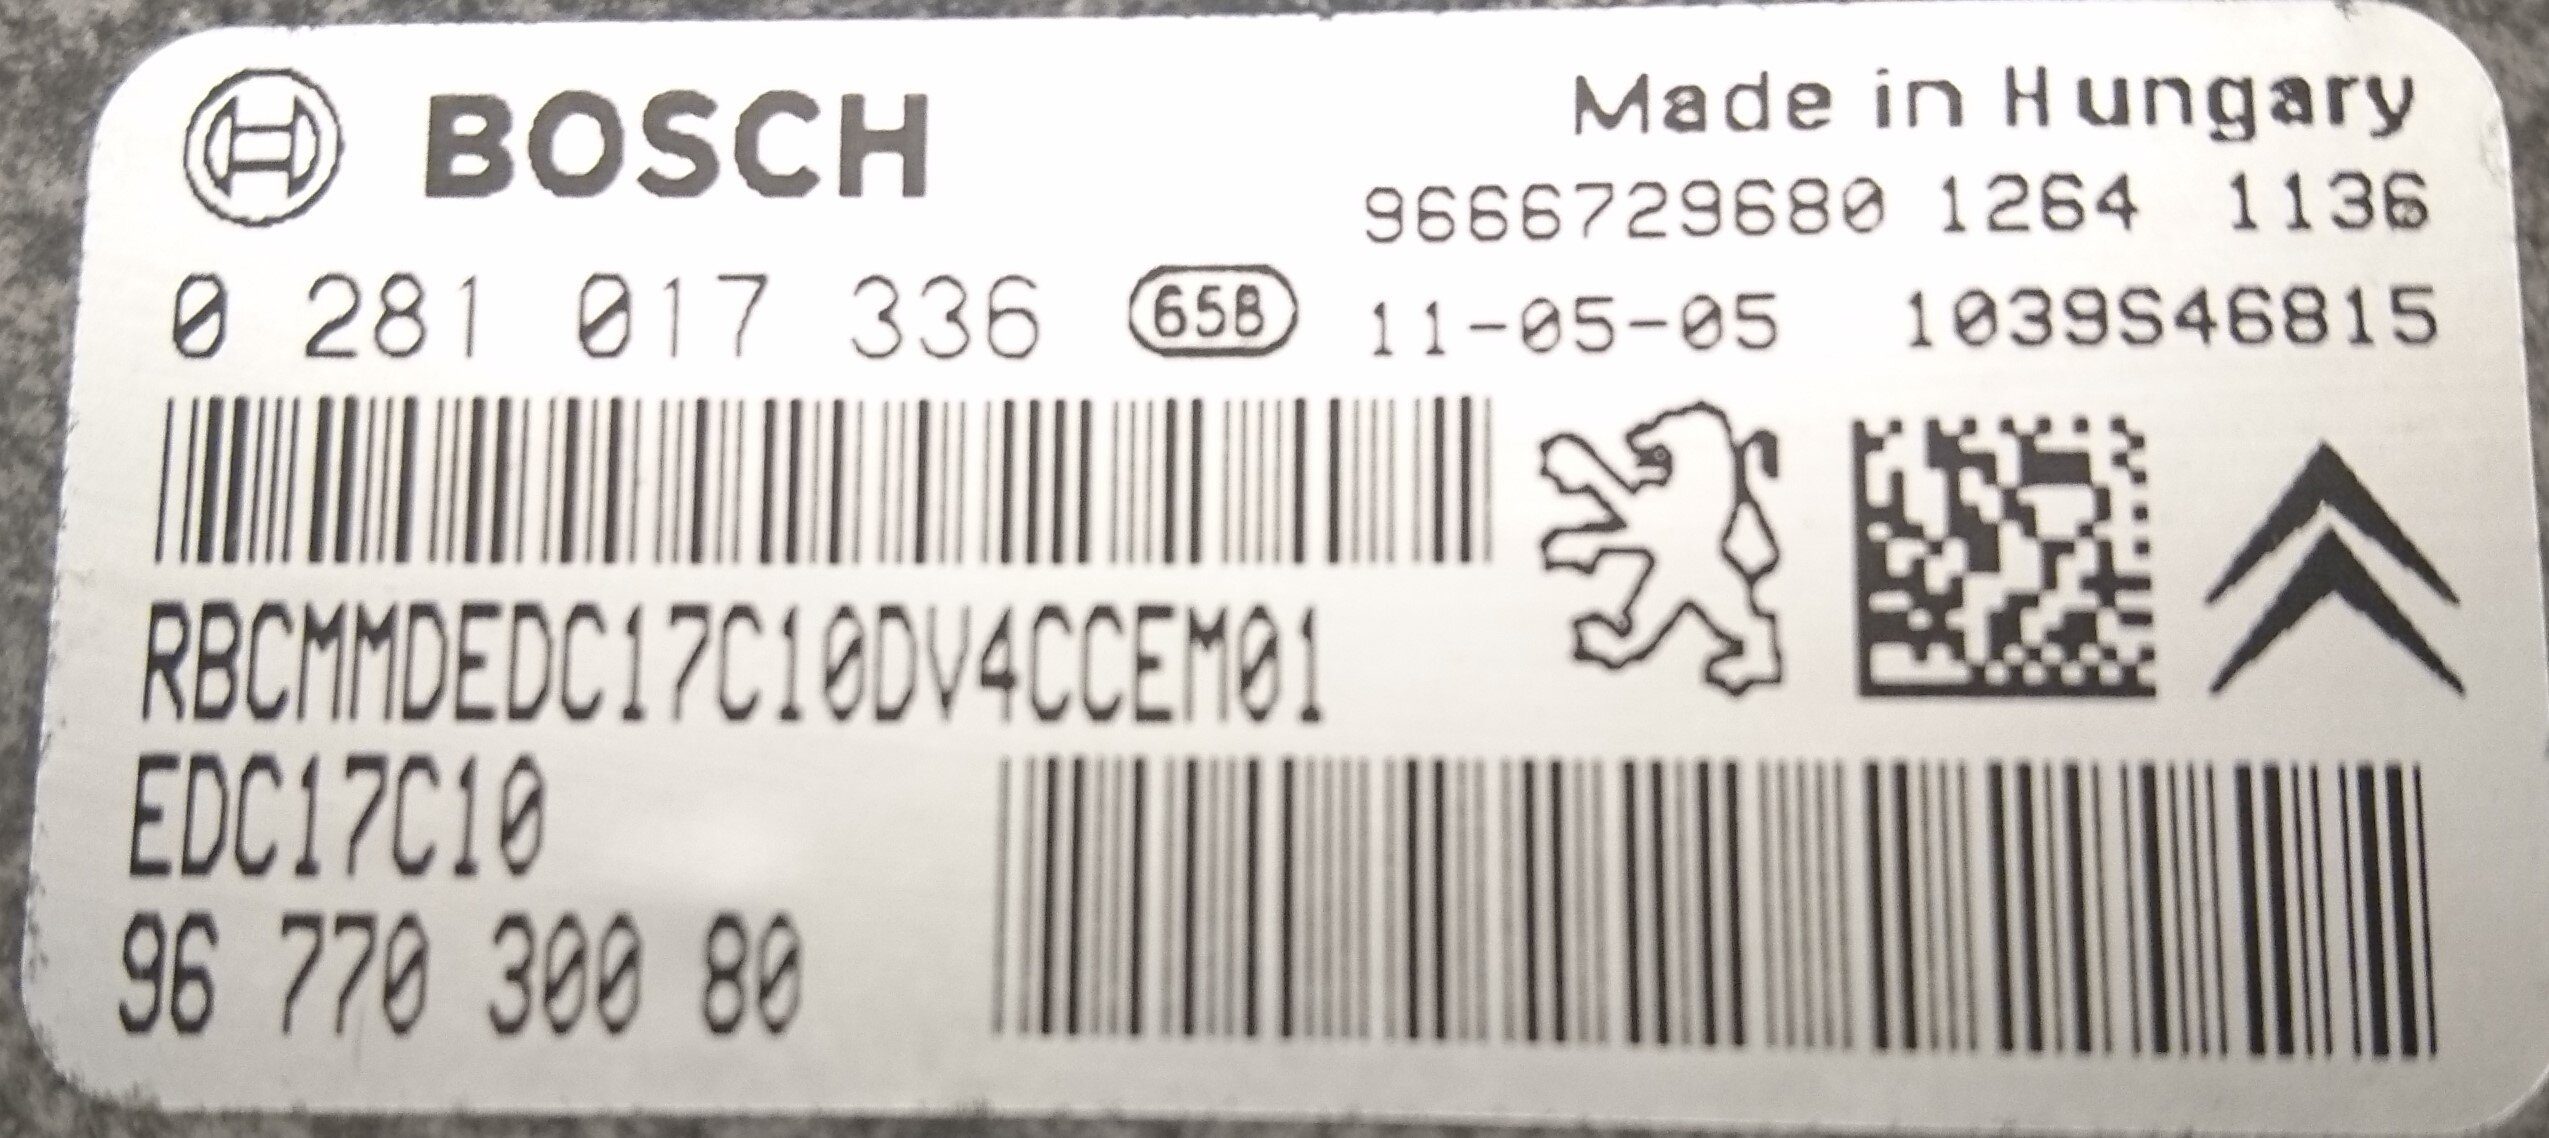 BOSCH
Made in Hungary
9666729680 1264 1136
0 281 017 336 65B 11-05-05 1039S46815
RBCMMDEDC17C10DV4CCEM01
EDC17C10
96 770 300 80